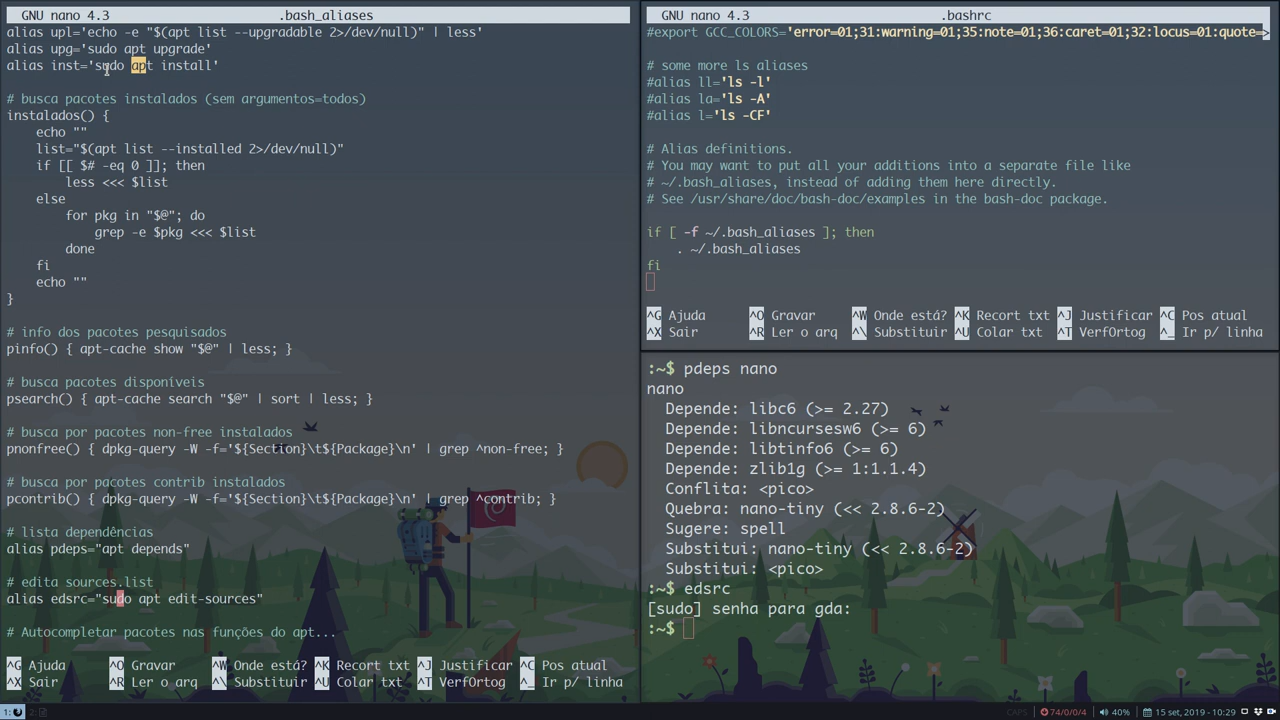 GNU nano 4.3 .bash_aliases
alias upl='echo -e "$(apt list --upgradable 2>/dev/null)" | less'
alias upg='sudo apt upgrade'
alias inst='sudo apt install'
# busca pacotes instalados (sem argumentos=todos)
instalados() {
    echo ""
    list="$(apt list --installed 2>/dev/null)"
    if [[ $# -eq 0 ]]; then
        less <<< $list
    else
        for pkg in "$@"; do
            grep -e $pkg <<< $list
        done
    fi
    echo ""
}
# info dos pacotes pesquisados
pinfo() { apt-cache show "$@" | less; }
# busca pacotes disponíveis
psearch() { apt-cache search "$@" | sort | less; }
# busca por pacotes non-free instalados
pnonfree() { dpkg-query -W -f='${Section}\t${Package}\n' | grep ^non-free; }
# busca por pacotes contrib instalados
pcontrib() { dpkg-query -W -f='${Section}\t${Package}\n' | grep ^contrib; }
# lista dependências
alias pdeps="apt depends"
# edita sources.list
alias edsrc="sudo apt edit-sources"
# Autocompletar pacotes nas funções do apt...
^G Ajuda ^O Gravar ^W Onde está? ^K Recort txt ^J Justificar ^C Pos atual
^X Sair ^R Ler o arq ^\ Substituir ^U Colar txt ^T VerfOrtog ^_ Ir p/ linha
GNU nano 4.3 .bashrc
#export GCC_COLORS='error=01;31:warning=01;35:note=01;36:caret=01;32:locus=01:quote=>
# some more ls aliases
#alias ll='ls -l'
#alias la='ls -A'
#alias l='ls -CF'
# Alias definitions.
# You may want to put all your additions into a separate file like
# ~/.bash_aliases, instead of adding them here directly.
# See /usr/share/doc/bash-doc/examples in the bash-doc package.
if [ -f ~/.bash_aliases ]; then
    . ~/.bash_aliases
fi
^G Ajuda ^O Gravar ^W Onde está? ^K Recort txt ^J Justificar ^C Pos atual
^X Sair ^R Ler o arq ^\ Substituir ^U Colar txt ^T VerfOrtog ^_ Ir p/ linha
:~$ pdeps nano
nano
  Depende: libc6 (>= 2.27)
  Depende: libncursesw6 (>= 6)
  Depende: libtinfo6 (>= 6)
  Depende: zlib1g (>= 1:1.1.4)
  Conflita: <pico>
  Quebra: nano-tiny (<< 2.8.6-2)
  Sugere: spell
  Substitui: nano-tiny (<< 2.8.6-2)
  Substitui: <pico>
:~$ edsrc
[sudo] senha para gda:
:~$
1: 2: CAPS 74/0/0/4 40% 15 set, 2019 - 10:29